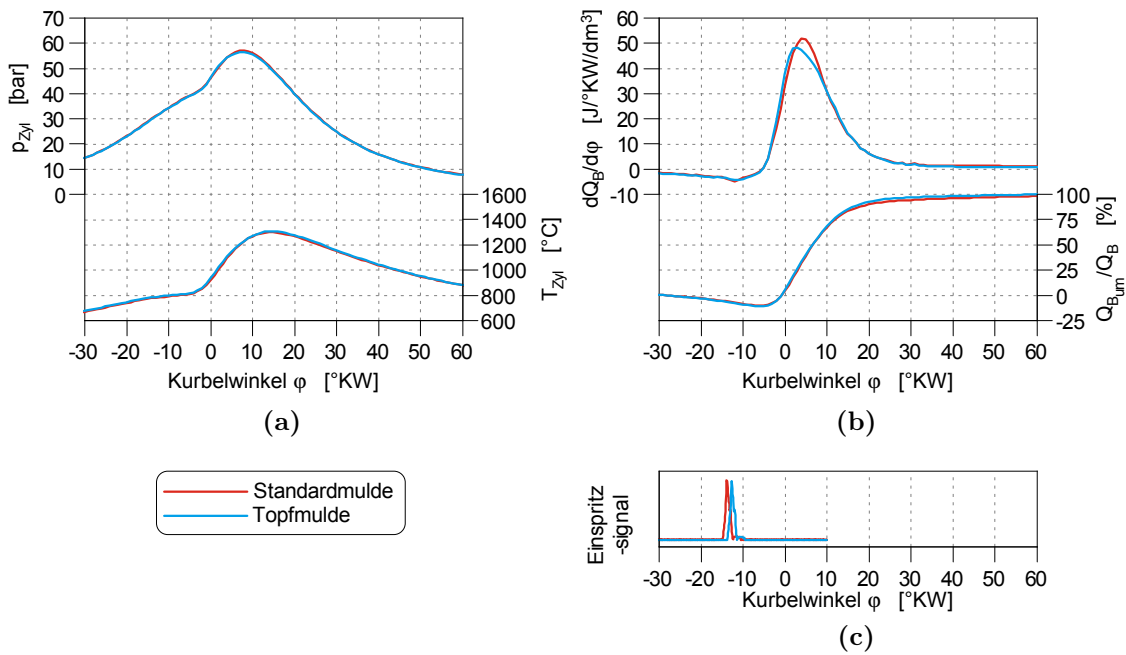 70
60
50
40
30
20
10
0
p_Zyl [bar]
1600
1400
1200
1000
800
600
T_Zyl [°C]
-30 -20 -10 0 10 20 30 40 50 60
Kurbelwinkel φ [°KW]
(a)
60
50
40
30
20
10
0
-10
dQ_B/dφ [J/°KW/dm³]
100
75
50
25
0
-25
Q_B_um/Q_B [%]
-30 -20 -10 0 10 20 30 40 50 60
Kurbelwinkel φ [°KW]
(b)
Standardmulde
Topfmulde
Einspritz
-signal
-30 -20 -10 0 10 20 30 40 50 60
Kurbelwinkel φ [°KW]
(c)